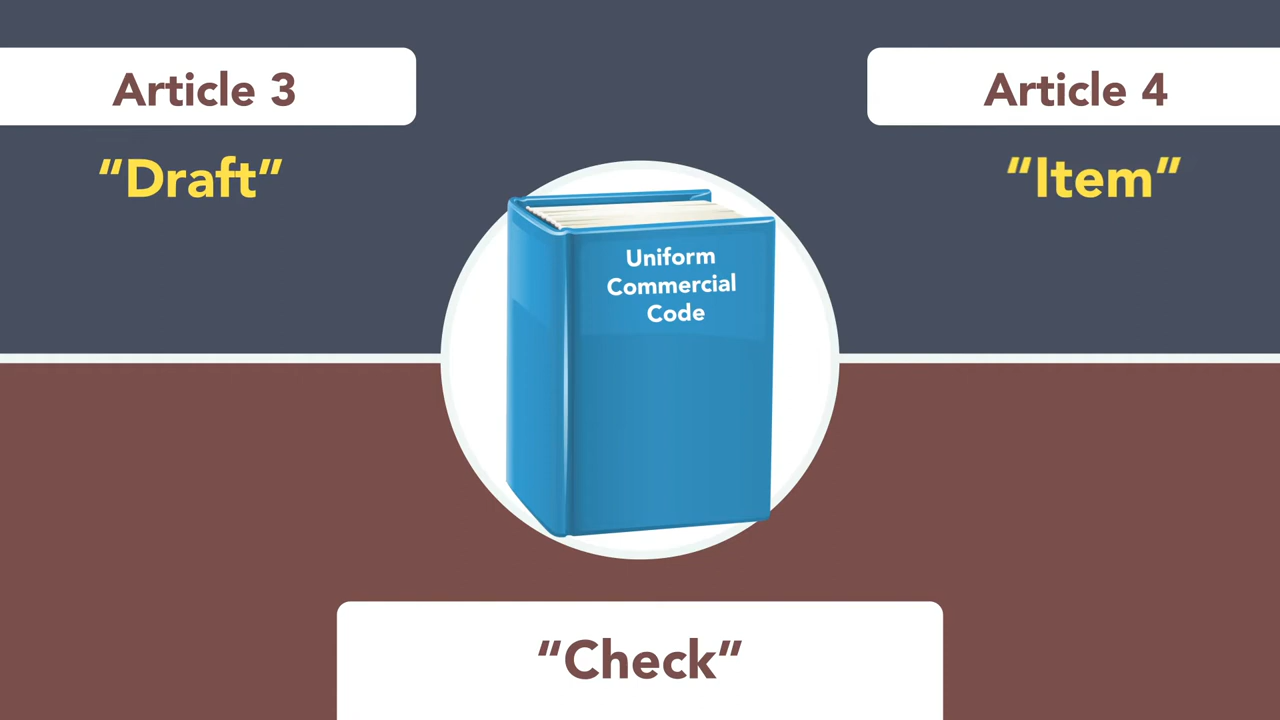 Article 3
Article 4
“Draft”
“Item”
Uniform
Commercial
Code
“Check”